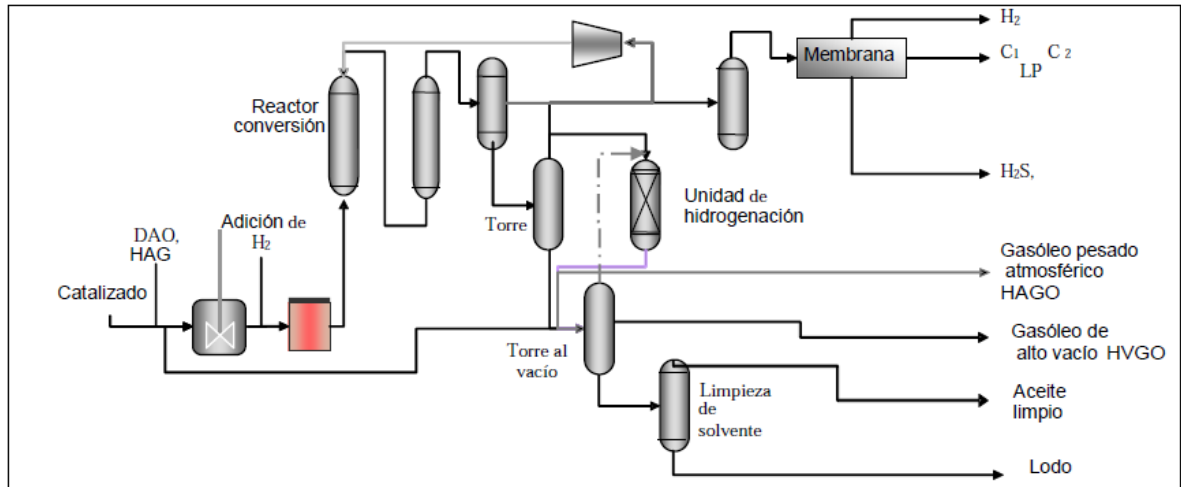 H2
C1 C 2
LP
Membrana
Reactor
conversión
H2S,
Unidad de
hidrogenación
Torre
Adición de
H2
DAO,
HAG
Catalizado
Gasóleo pesado
atmosférico
HAGO
Gasóleo de
alto vacío HVGO
Torre al
vacío
Limpieza
de
solvente
Aceite
limpio
Lodo